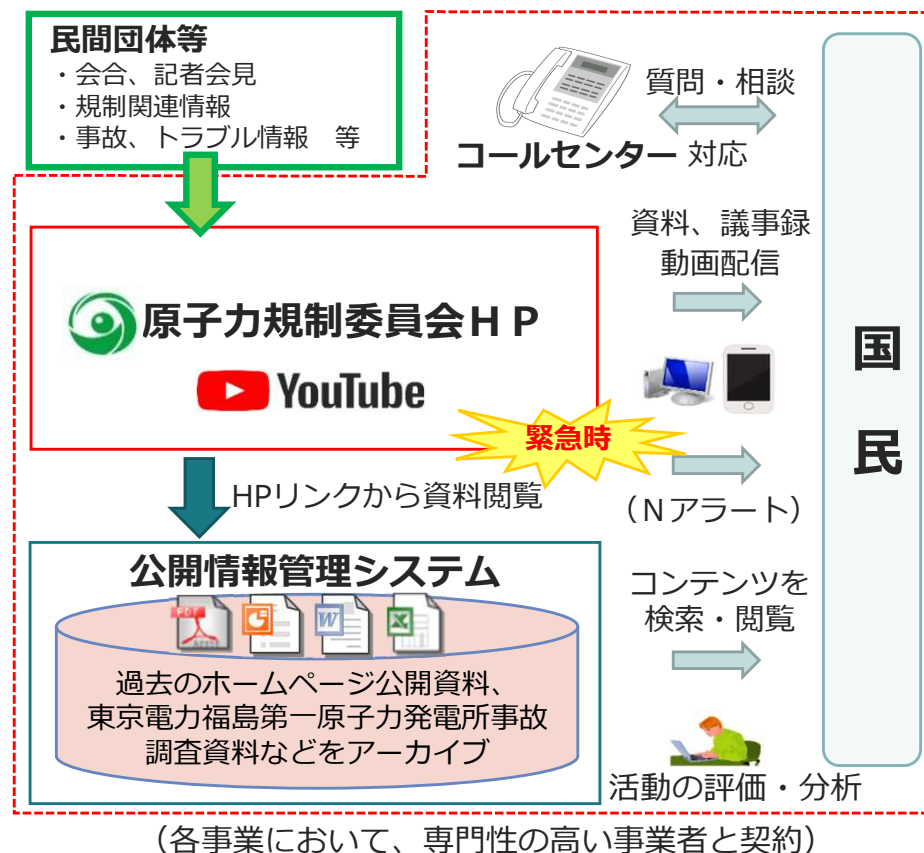 民間団体等
・会合、記者会見
・規制関連情報
・事故、トラブル情報　等
質問・相談
コールセンター 対応
資料、議事録
動画配信
原子力規制委員会ＨＰ
YouTube
緊急時
国
民
HPリンクから資料閲覧
（Ｎアラート）
公開情報管理システム
PDF
コンテンツを
検索・閲覧
過去のホームページ公開資料、
東京電力福島第一原子力発電所事故
調査資料などをアーカイブ
活動の評価・分析
（各事業において、専門性の高い事業者と契約）